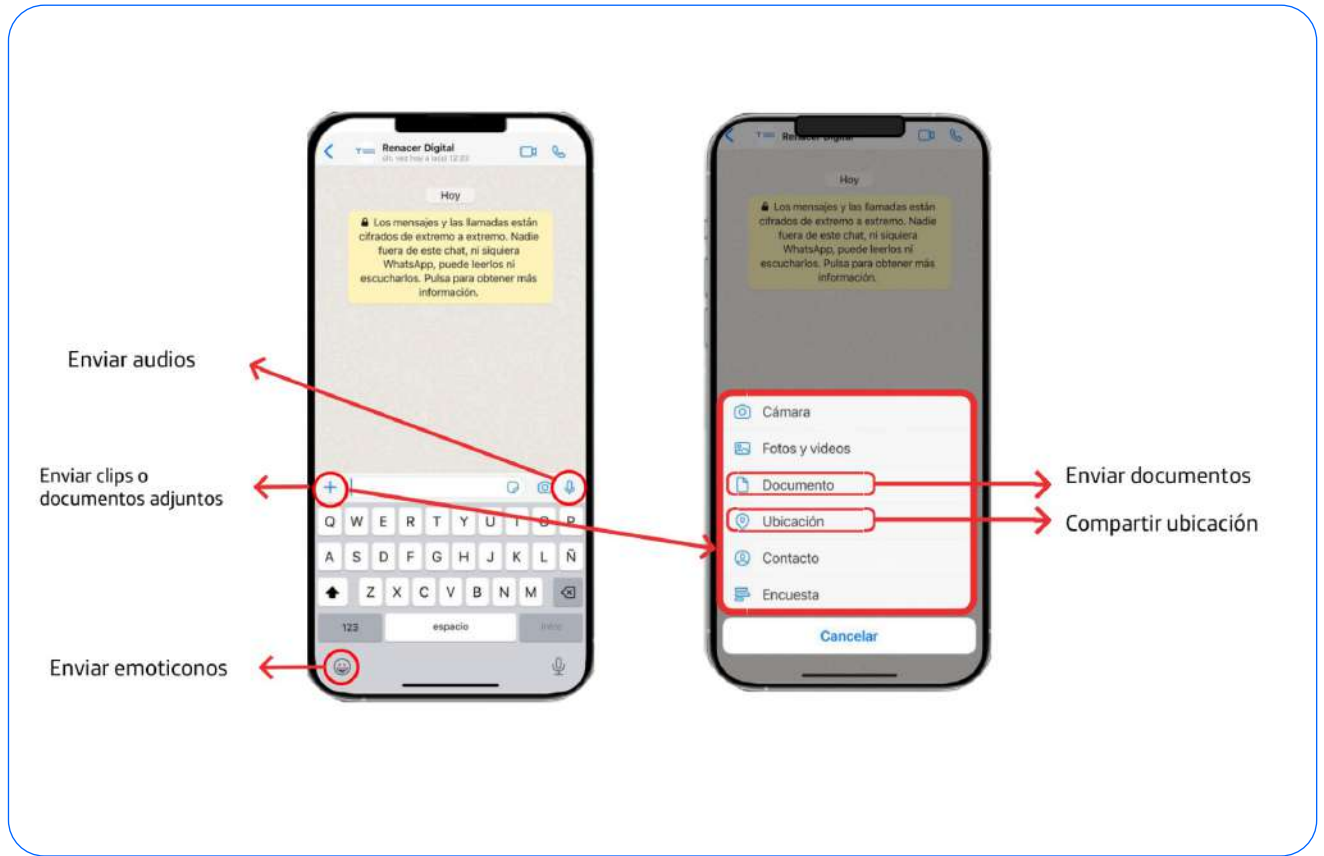 Renacer Digital
Hoy
Los mensajes y las llamadas están
cifrados de extremo a extremo. Nadie
fuera de este chat, ni siquiera
WhatsApp, puede leerlos ni
escucharlos. Pulsa para obtener más
información.
Enviar audios
Enviar clips o
documentos adjuntos
Q W E R T Y U I O P
A S D F G H J K L Ñ
Z X C V B N M
123 espacio
Enviar emoticonos
Renacer Digital
Hoy
Los mensajes y las llamadas están
cifrados de extremo a extremo. Nadie
fuera de este chat, ni siquiera
WhatsApp, puede leerlos ni
escucharlos. Pulsa para obtener más
información.
Cámara
Fotos y videos
Documento
Ubicación
Contacto
Encuesta
Cancelar
Enviar documentos
Compartir ubicación